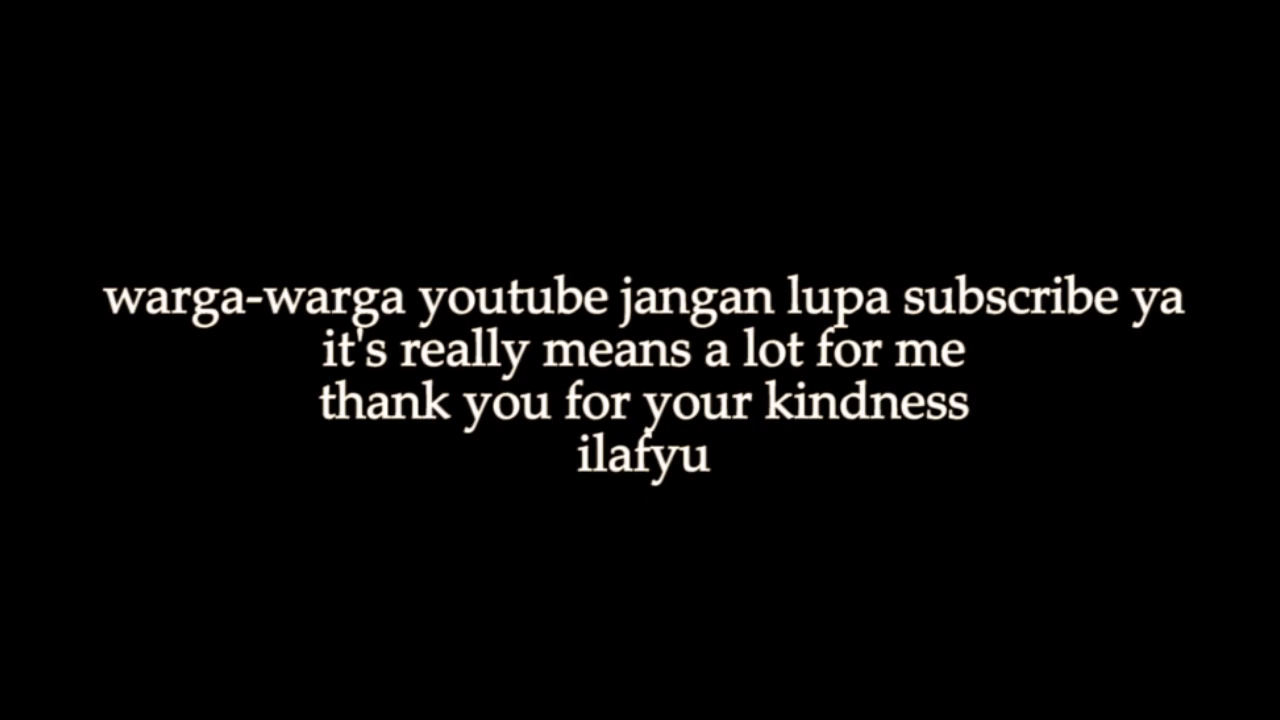 warga-warga youtube jangan lupa subscribe ya
it's really means a lot for me
thank you for your kindness
ilafyu